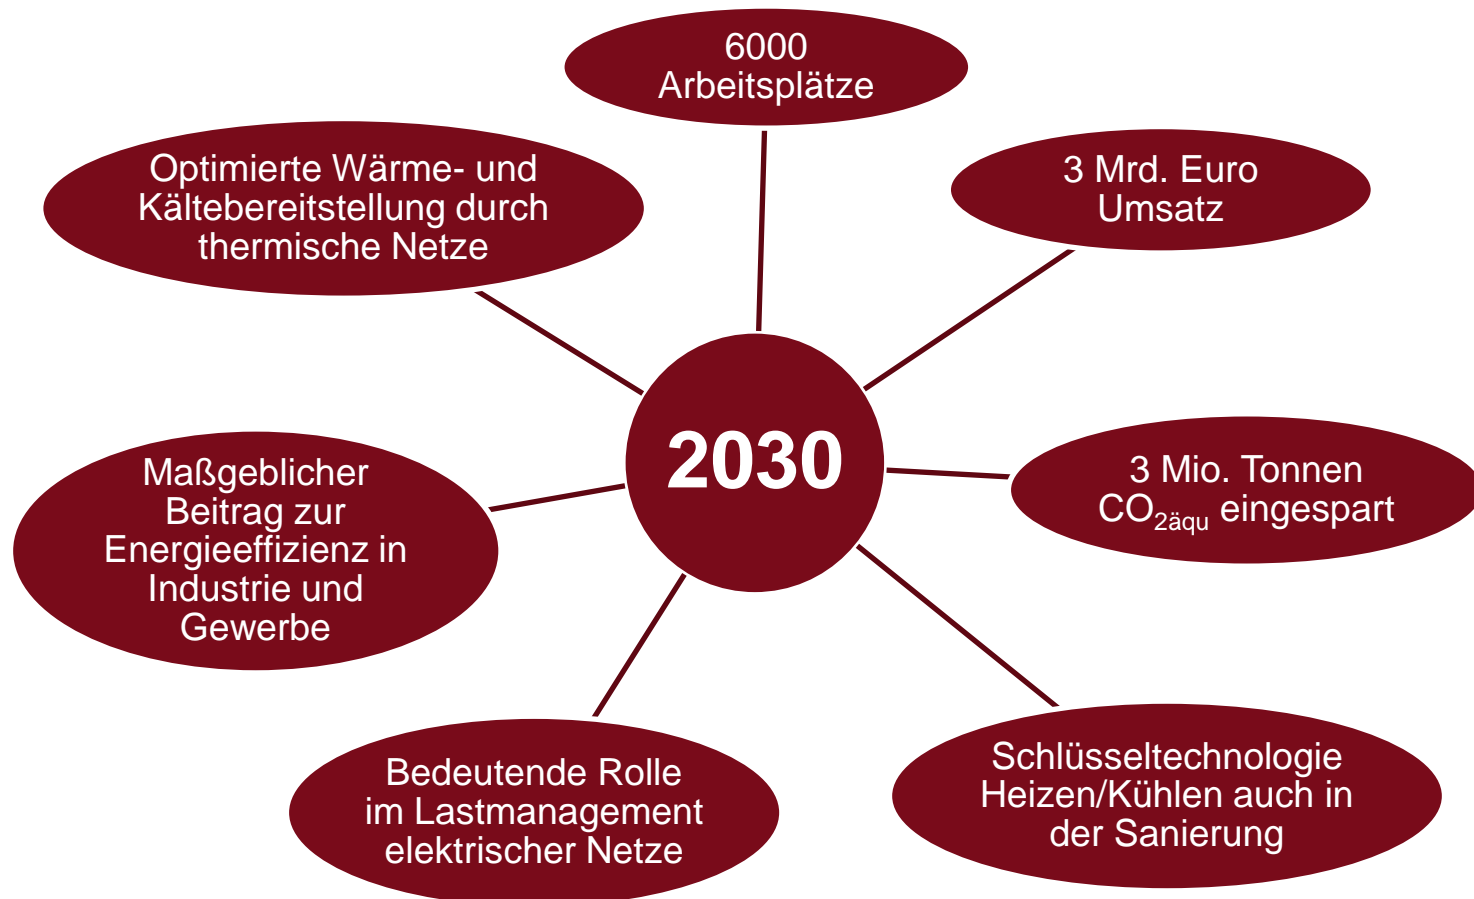 6000
Arbeitsplätze
Optimierte Wärme- und
Kältebereitstellung durch
thermische Netze
3 Mrd. Euro
Umsatz
2030
Maßgeblicher
Beitrag zur
Energieeffizienz in
Industrie und
Gewerbe
3 Mio. Tonnen
CO₂äqu eingespart
Bedeutende Rolle
im Lastmanagement
elektrischer Netze
Schlüsseltechnologie
Heizen/Kühlen auch in
der Sanierung